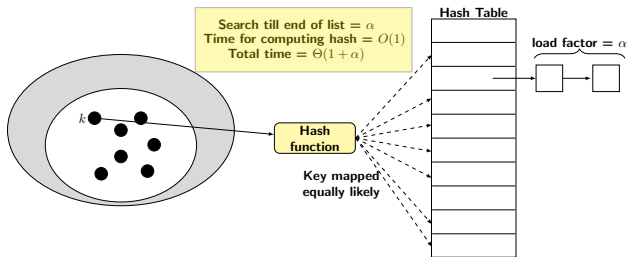 Search till end of list = α
Time for computing hash = O(1)
Total time = Θ(1 + α)
Hash Table
load factor = α
k
Hash
function
Key mapped
equally likely